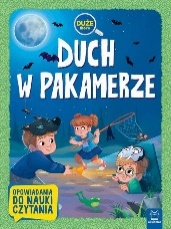 DUŻE
DUCH
W PAKAMERZE
OPOWIADANIA
DO NAUKI
CZYTANIA